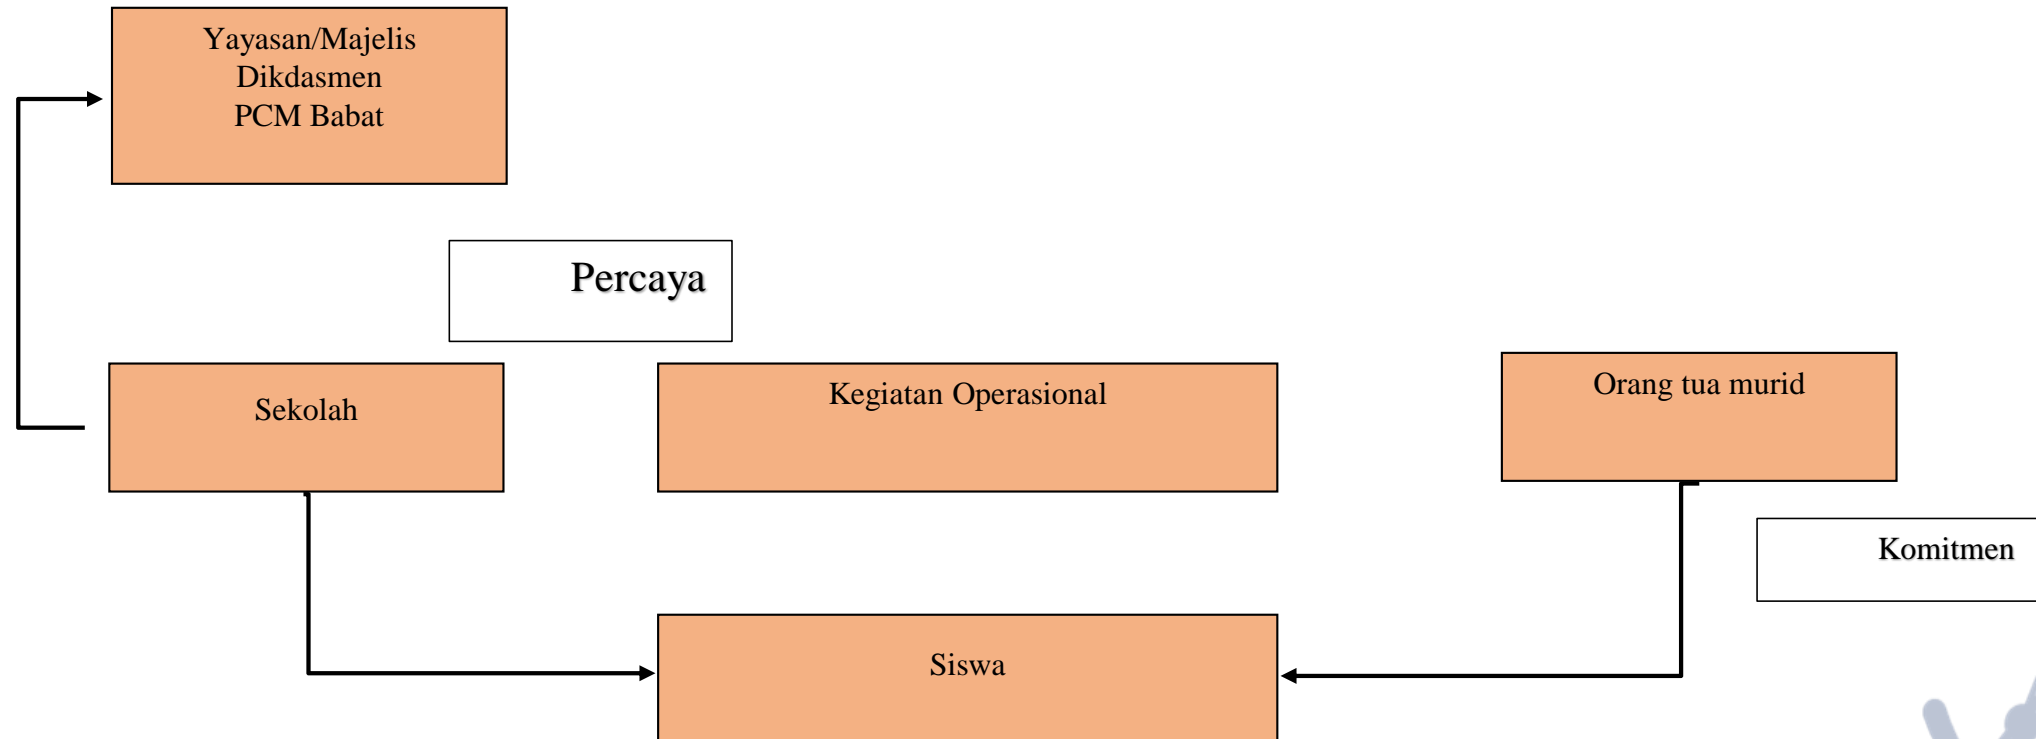 Yayasan/Majelis
Dikdasmen
PCM Babat
Percaya
Sekolah
Kegiatan Operasional
Orang tua murid
Komitmen
Siswa